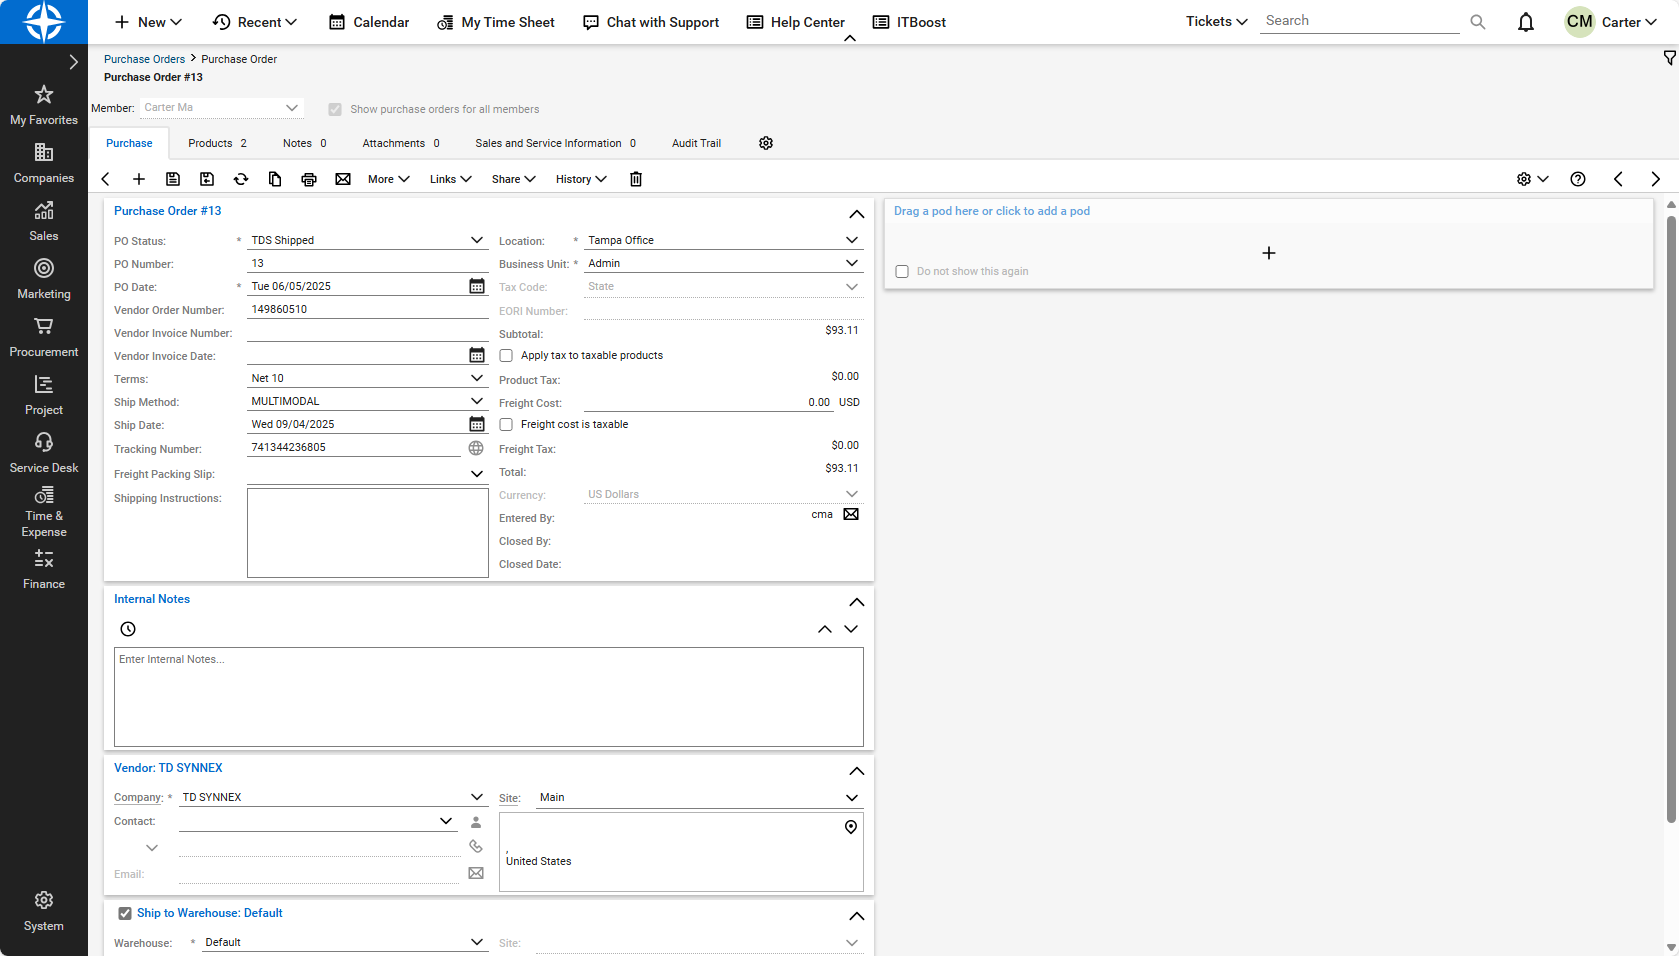 New
Recent
Calendar
My Time Sheet
Chat with Support
Help Center
ITBoost
Tickets
Search
CM
Carter
My Favorites
Companies
Sales
Marketing
Procurement
Project
Service Desk
Time &
Expense
Finance
System
Purchase Orders > Purchase Order
Purchase Order #13
Member: Carter Ma
Show purchase orders for all members
Purchase
Products 2
Notes 0
Attachments 0
Sales and Service Information 0
Audit Trail
More
Links
Share
History
Purchase Order #13
PO Status: * TDS Shipped
PO Number: 13
PO Date: * Tue 06/05/2025
Vendor Order Number: 149860510
Vendor Invoice Number:
Vendor Invoice Date:
Terms: Net 10
Ship Method: MULTIMODAL
Ship Date: Wed 09/04/2025
Tracking Number: 741344236805
Freight Packing Slip:
Shipping Instructions:
Location: * Tampa Office
Business Unit: * Admin
Tax Code: State
EORI Number:
Subtotal: $93.11
Apply tax to taxable products
Product Tax: $0.00
Freight Cost: 0.00 USD
Freight cost is taxable
Freight Tax: $0.00
Total: $93.11
Currency: US Dollars
Entered By: cma
Closed By:
Closed Date:
Drag a pod here or click to add a pod
Do not show this again
Internal Notes
Enter Internal Notes...
Vendor: TD SYNNEX
Company: * TD SYNNEX
Contact:
Email:
Site: Main
,
United States
Ship to Warehouse: Default
Warehouse: * Default
Site: